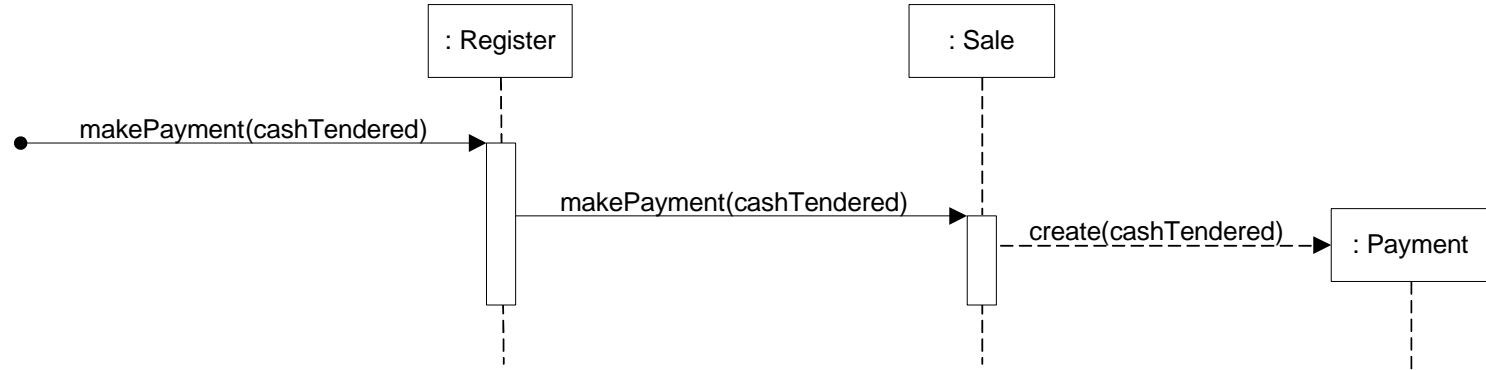 : Register
: Sale
makePayment(cashTendered)
makePayment(cashTendered)
create(cashTendered)
: Payment